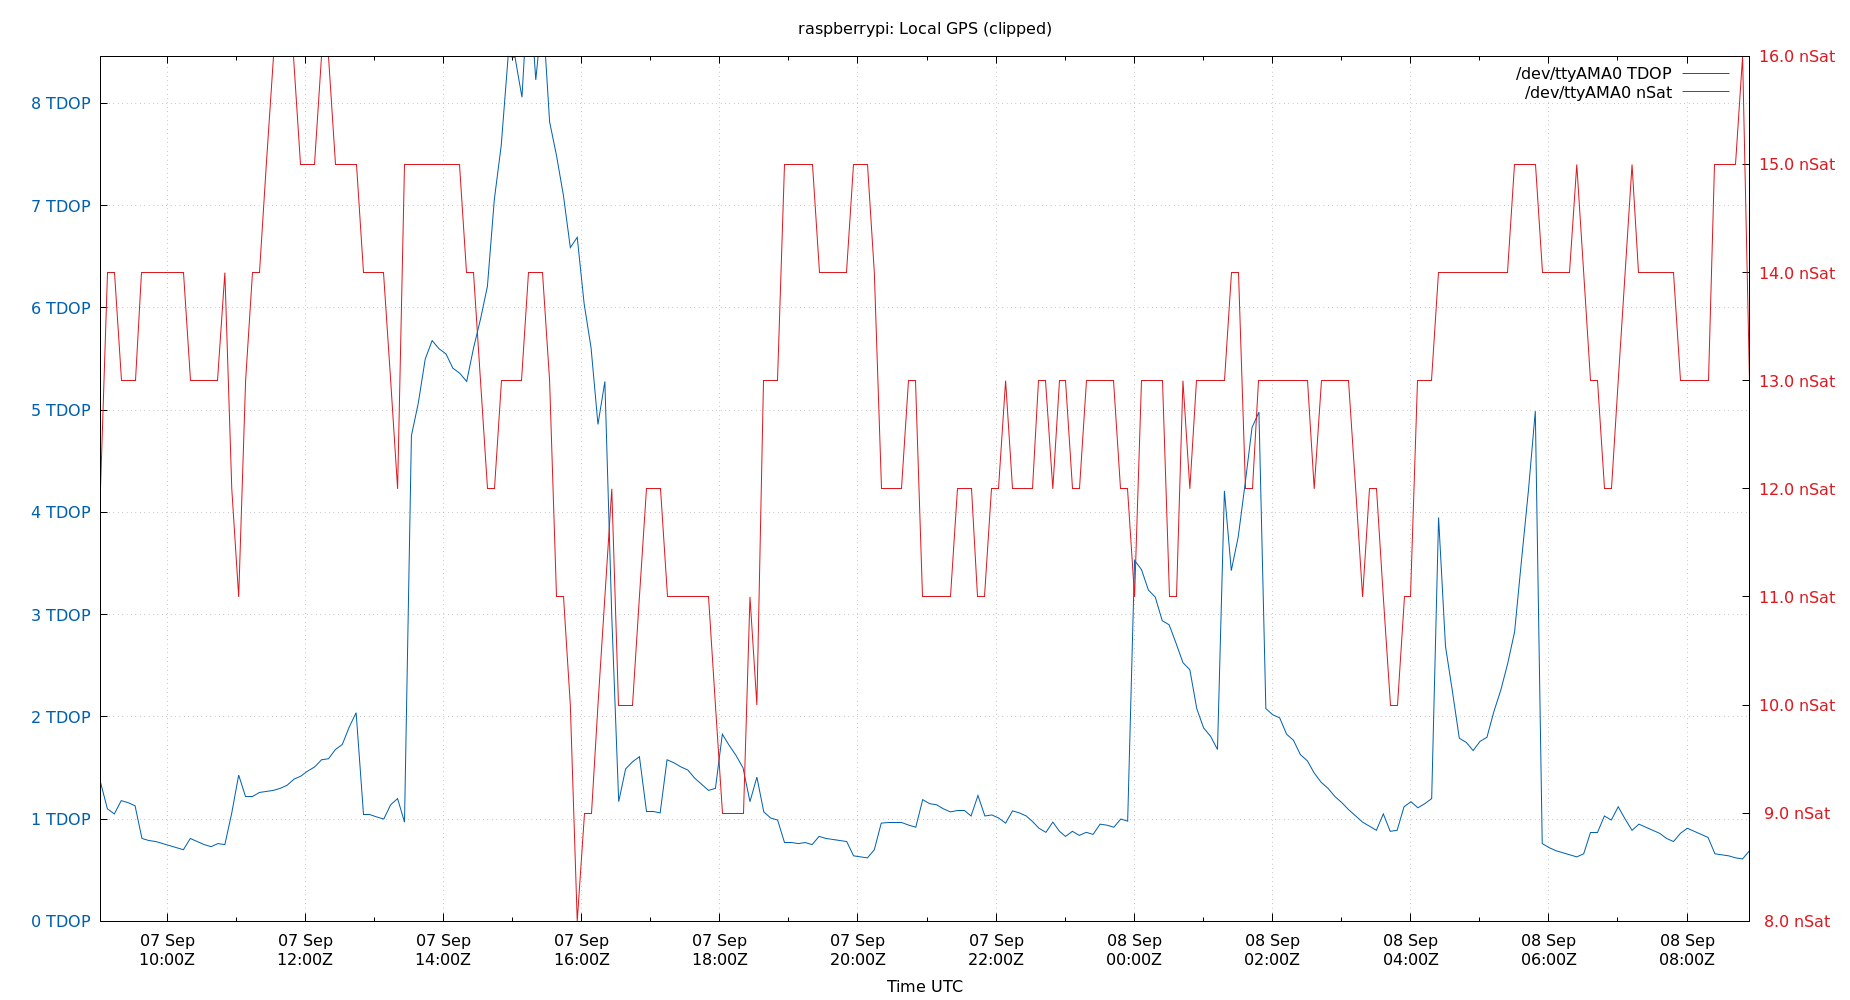 raspberrypi: Local GPS (clipped)
/dev/ttyAMA0 TDOP
/dev/ttyAMA0 nSat
8 TDOP
7 TDOP
6 TDOP
5 TDOP
4 TDOP
3 TDOP
2 TDOP
1 TDOP
0 TDOP
16.0 nSat
15.0 nSat
14.0 nSat
13.0 nSat
12.0 nSat
11.0 nSat
10.0 nSat
9.0 nSat
8.0 nSat
07 Sep 07 Sep 07 Sep 07 Sep 07 Sep 07 Sep 07 Sep 08 Sep 08 Sep 08 Sep 08 Sep 08 Sep
10:00Z 12:00Z 14:00Z 16:00Z 18:00Z 20:00Z 22:00Z 00:00Z 02:00Z 04:00Z 06:00Z 08:00Z
Time UTC